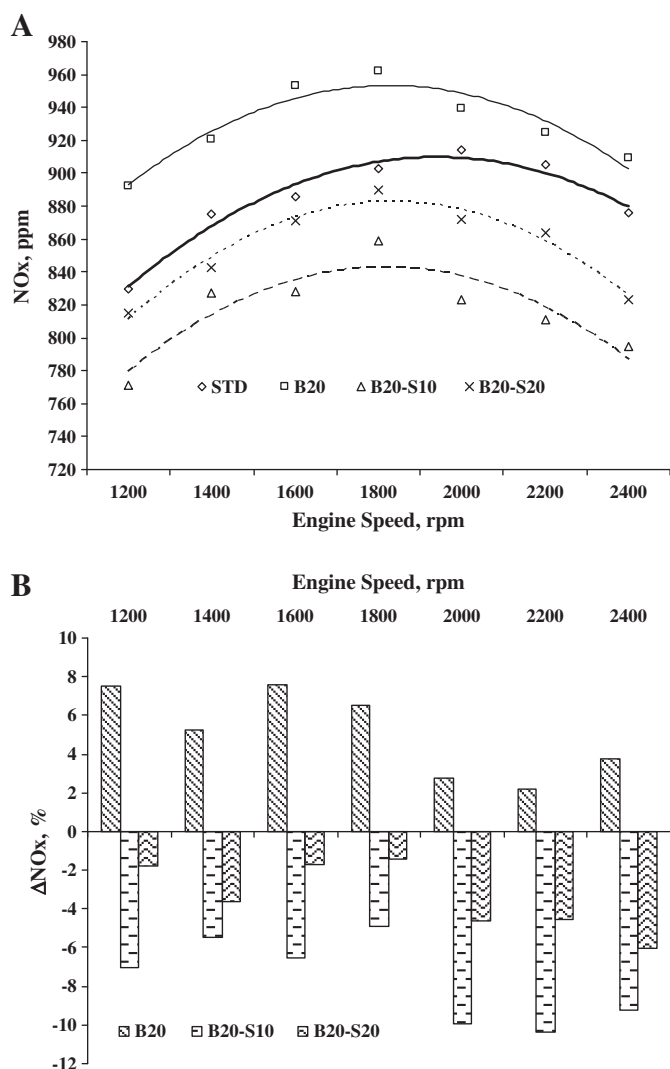 A
980
960
940
920
900
880
860
840
820
800
780
760
740
720
NOx, ppm
STD B20 B20-S10 B20-S20
1200 1400 1600 1800 2000 2200 2400
Engine Speed, rpm
B
Engine Speed, rpm
1200 1400 1600 1800 2000 2200 2400
10
8
6
4
2
0
-2
-4
-6
-8
-10
-12
ΔNOx, %
B20 B20-S10 B20-S20